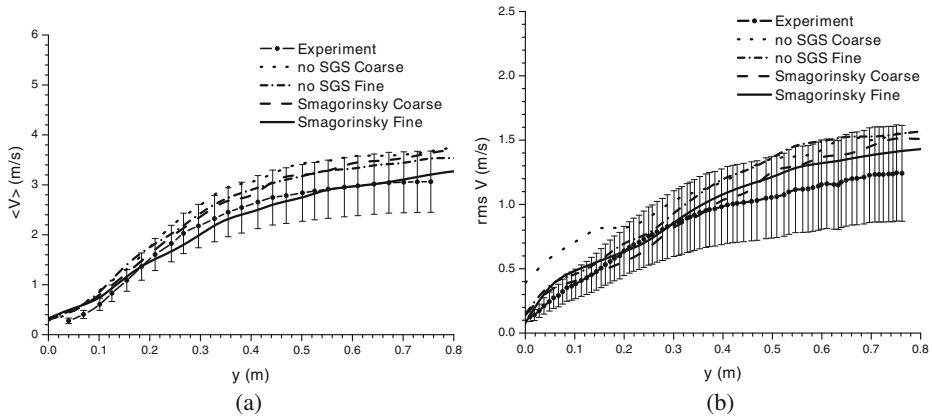 (a)
6
5
4
3
2
1
0
<V> (m/s)
0.0 0.1 0.2 0.3 0.4 0.5 0.6 0.7 0.8
y (m)
Experiment
no SGS Coarse
no SGS Fine
Smagorinsky Coarse
Smagorinsky Fine
(a)
(b)
2.5
2.0
1.5
1.0
0.5
0.0
rms V (m/s)
0.0 0.1 0.2 0.3 0.4 0.5 0.6 0.7 0.8
y (m)
Experiment
no SGS Coarse
no SGS Fine
Smagorinsky Coarse
Smagorinsky Fine
(b)